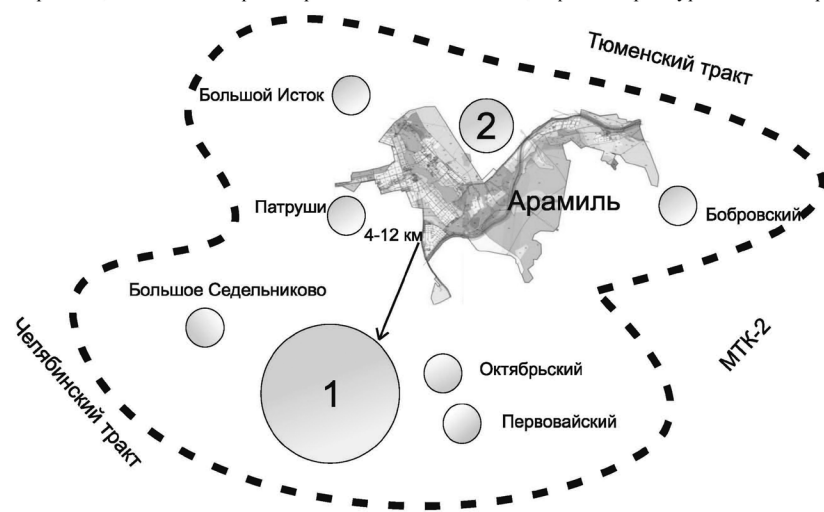 Тюменский тракт
Большой Исток
2
Арамиль
Патруши
Бобровский
4-12 км
Большое Седельниково
МТК-2
Челябинский тракт
1
Октябрьский
Первовайский